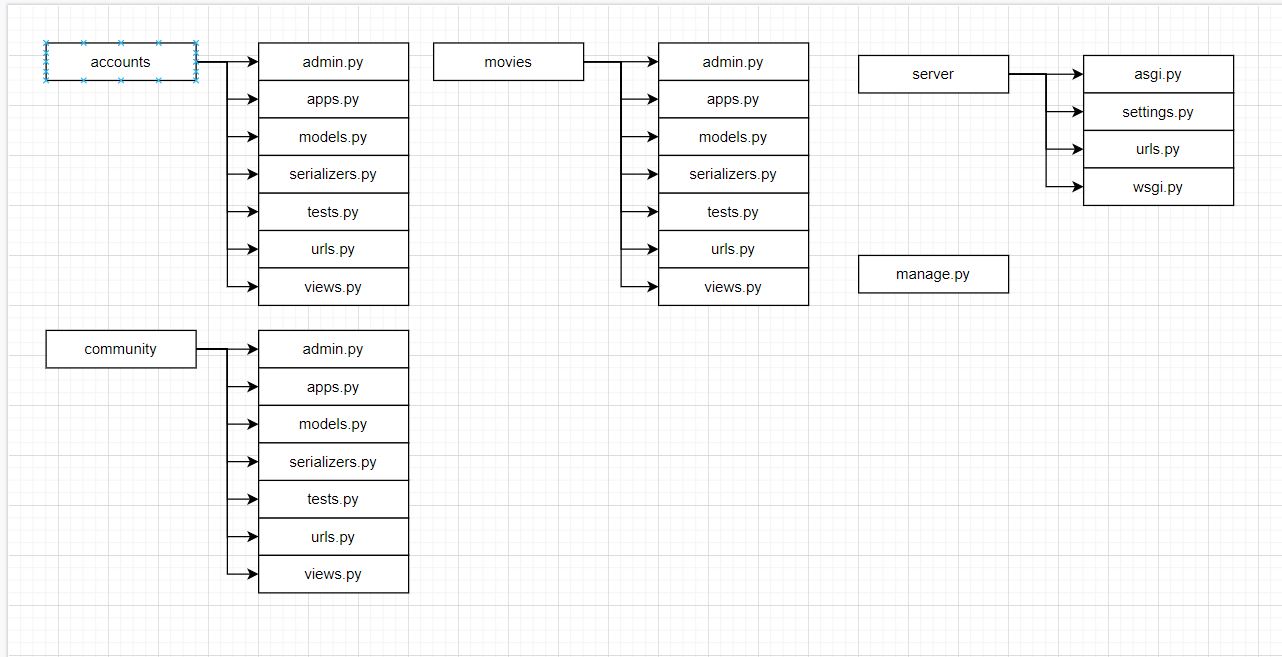 accounts
admin.py
apps.py
models.py
serializers.py
tests.py
urls.py
views.py
movies
admin.py
apps.py
models.py
serializers.py
tests.py
urls.py
views.py
server
asgi.py
settings.py
urls.py
wsgi.py
manage.py
community
admin.py
apps.py
models.py
serializers.py
tests.py
urls.py
views.py